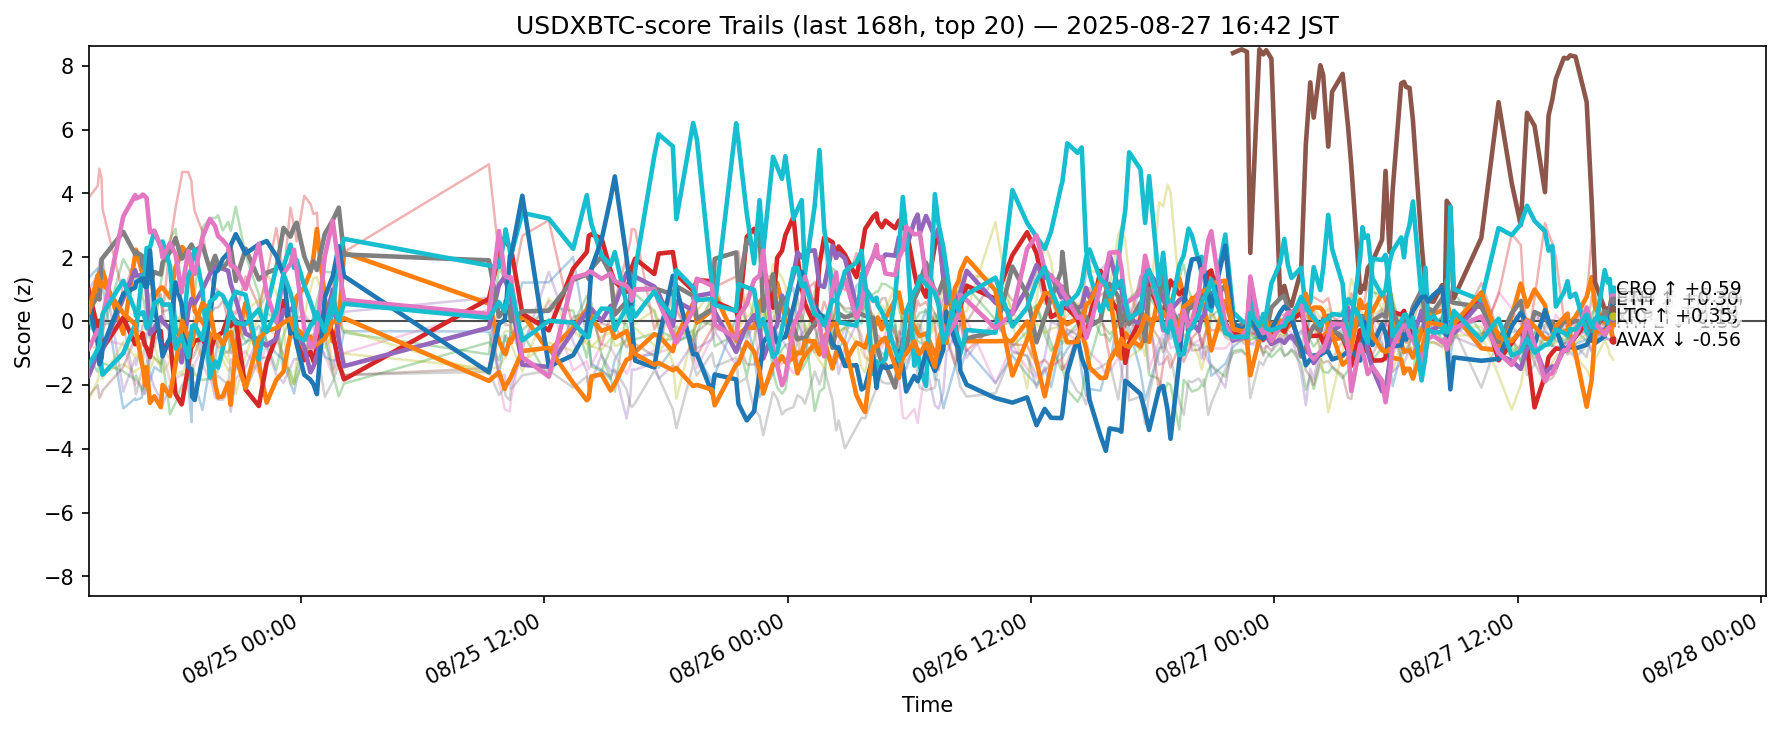 USDXBTC-score Trails (last 168h, top 20) — 2025-08-27 16:42 JST
Score (z)
8
6
4
2
0
−2
−4
−6
−8
CRO ↑ +0.59
LTC ↑ +0.35
AVAX ↓ -0.56
08/25 00:00
08/25 12:00
08/26 00:00
08/26 12:00
08/27 00:00
08/27 12:00
08/28 00:00
Time